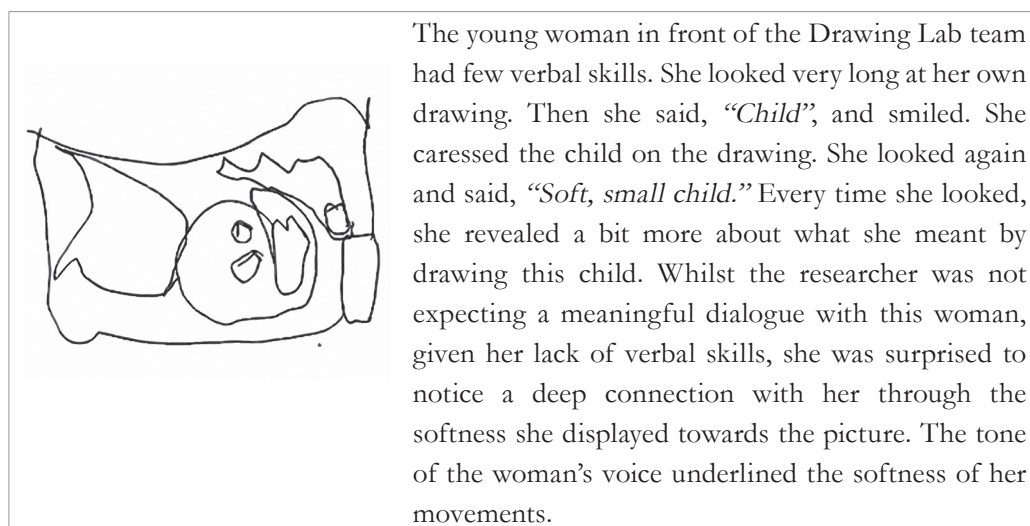 The young woman in front of the Drawing Lab team
had few verbal skills. She looked very long at her own
drawing. Then she said, “Child”, and smiled. She
caressed the child on the drawing. She looked again
and said, “Soft, small child.” Every time she looked,
she revealed a bit more about what she meant by
drawing this child. Whilst the researcher was not
expecting a meaningful dialogue with this woman,
given her lack of verbal skills, she was surprised to
notice a deep connection with her through the
softness she displayed towards the picture. The tone
of the woman’s voice underlined the softness of her
movements.